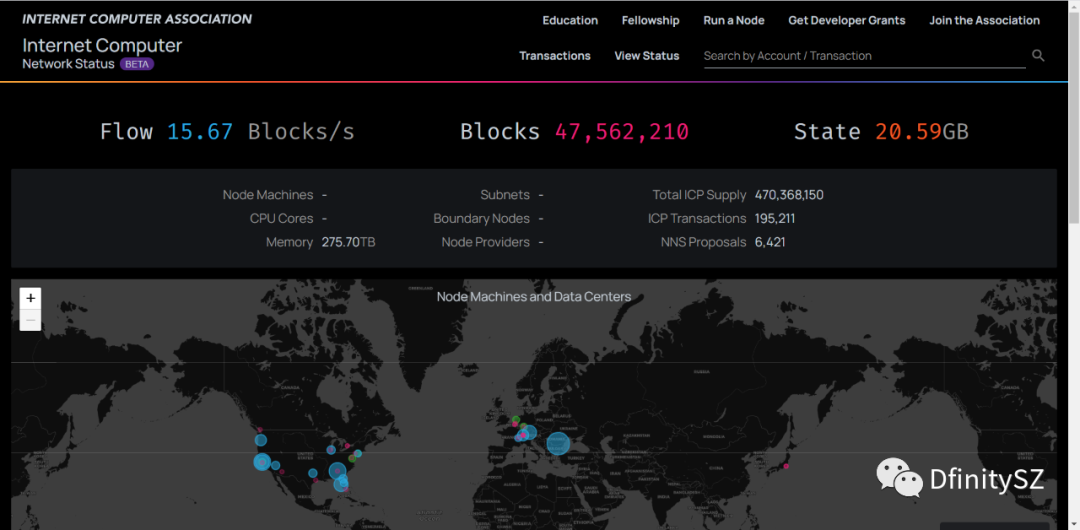 INTERNET COMPUTER ASSOCIATION
Education Fellowship Run a Node Get Developer Grants Join the Association
Internet Computer
Network Status BETA
Transactions View Status Search by Account / Transaction
Flow 15.67 Blocks/s Blocks 47,562,210 State 20.59GB
Node Machines - Subnets - Total ICP Supply 470,368,150
CPU Cores - Boundary Nodes - ICP Transactions 195,211
Memory 275.70TB Node Providers - NNS Proposals 6,421
+
−
Node Machines and Data Centers
DfinitySZ